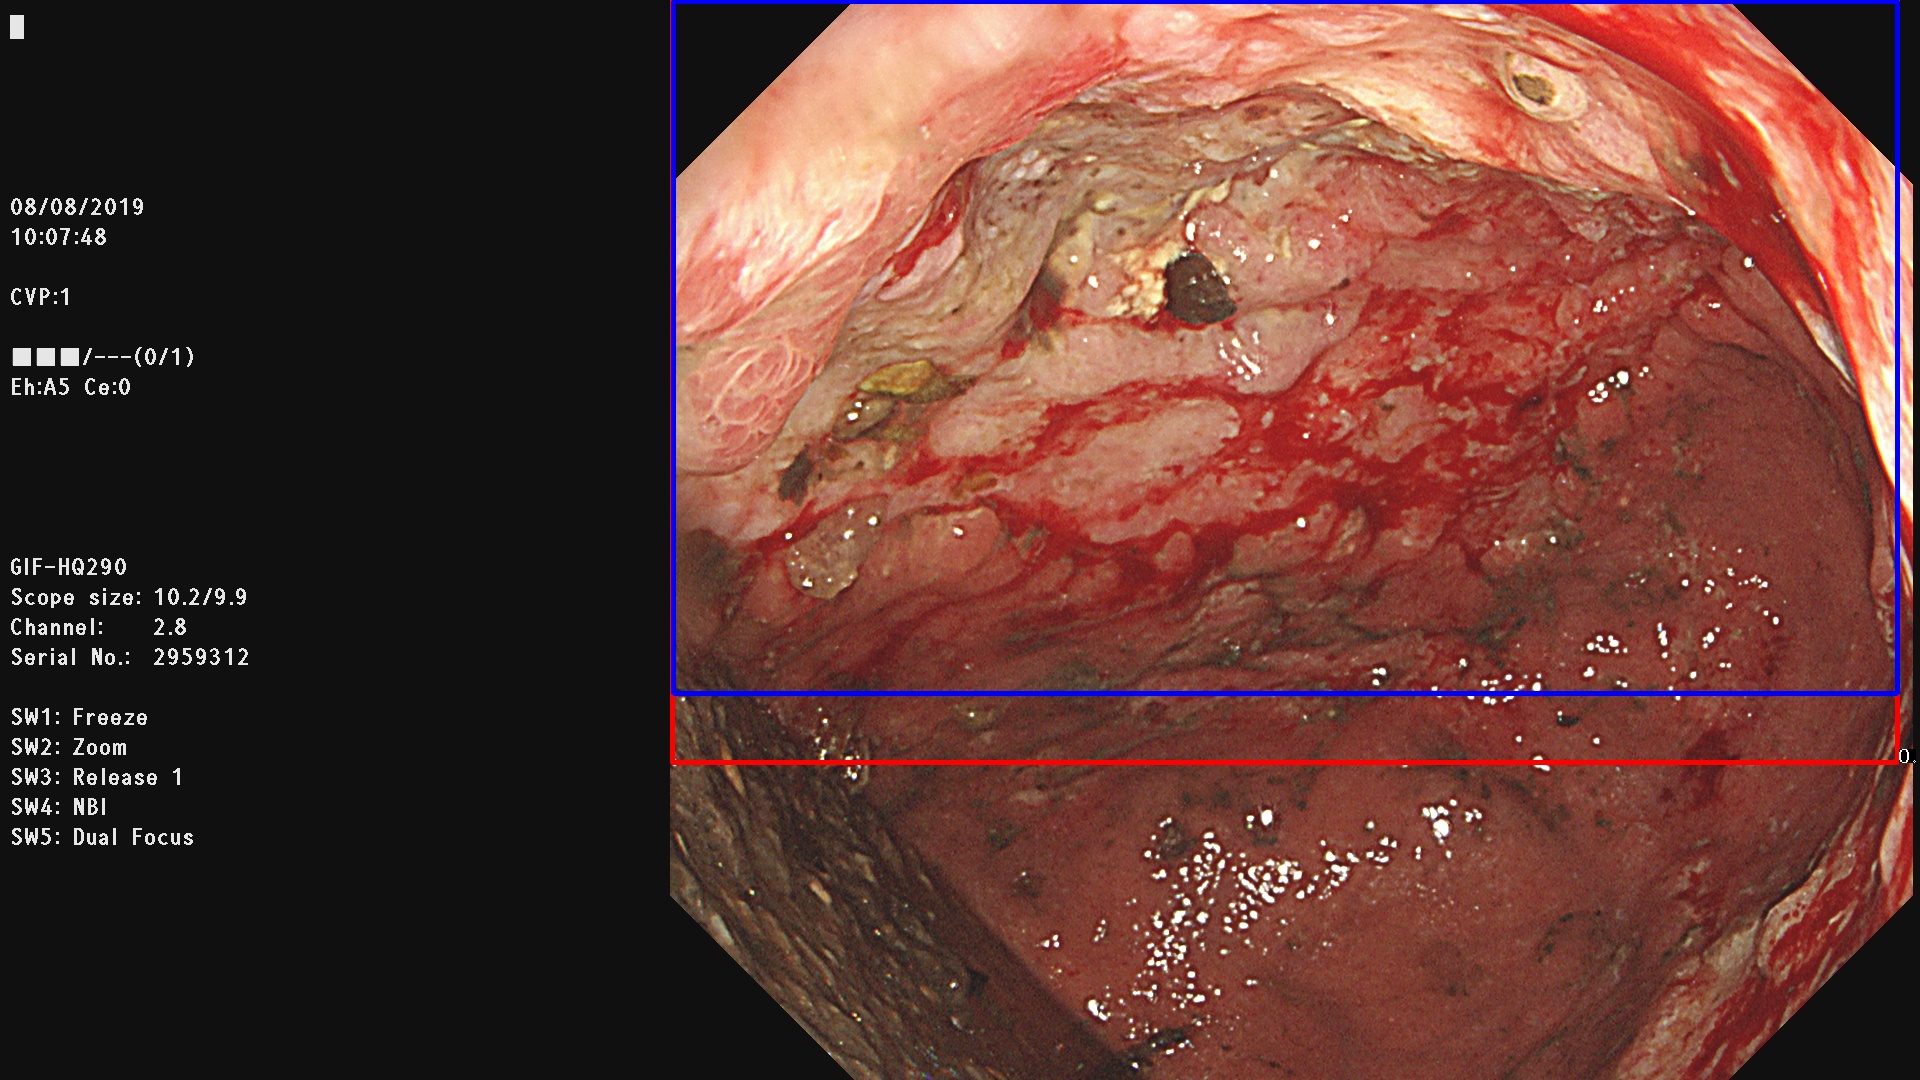 08/08/2019
10:07:48
CVP:1
■■■/---(0/1)
Eh:A5 Ce:0
GIF-HQ290
Scope size: 10.2/9.9
Channel: 2.8
Serial No.: 2959312
SW1: Freeze
SW2: Zoom
SW3: Release 1
SW4: NBI
SW5: Dual Focus
0.